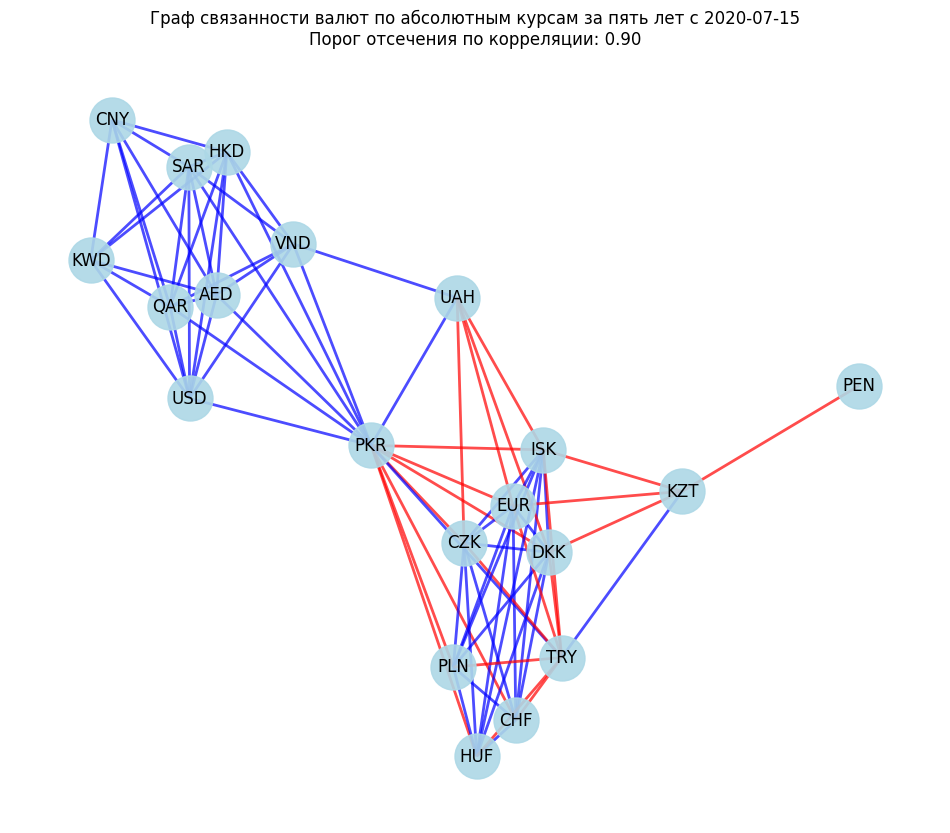 Граф связанности валют по абсолютным курсам за пять лет с 2020-07-15
Порог отсечения по корреляции: 0.90
CNY
HKD
SAR
VND
KWD
AED
QAR
UAH
USD
PEN
PKR
ISK
KZT
EUR
CZK
DKK
TRY
PLN
CHF
HUF